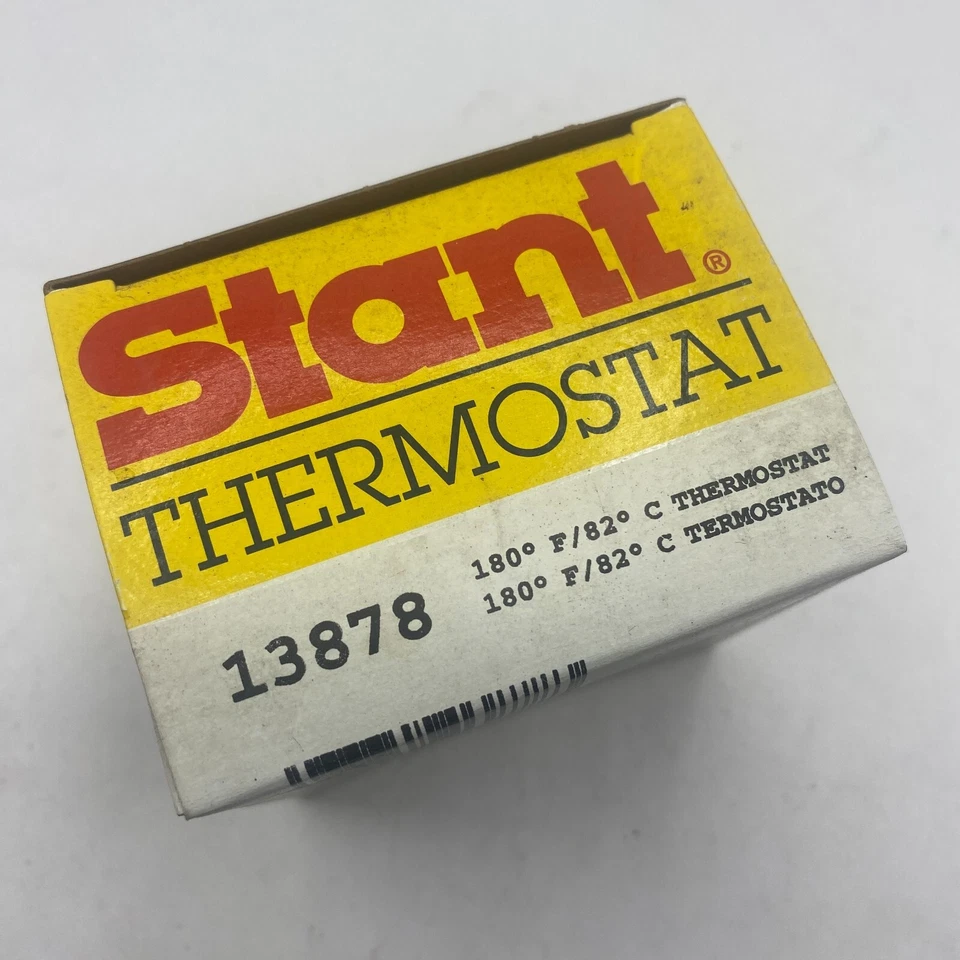 Stant®
THERMOSTAT
180° F/82° C THERMOSTAT
180° F/82° C TERMOSTATO
13878